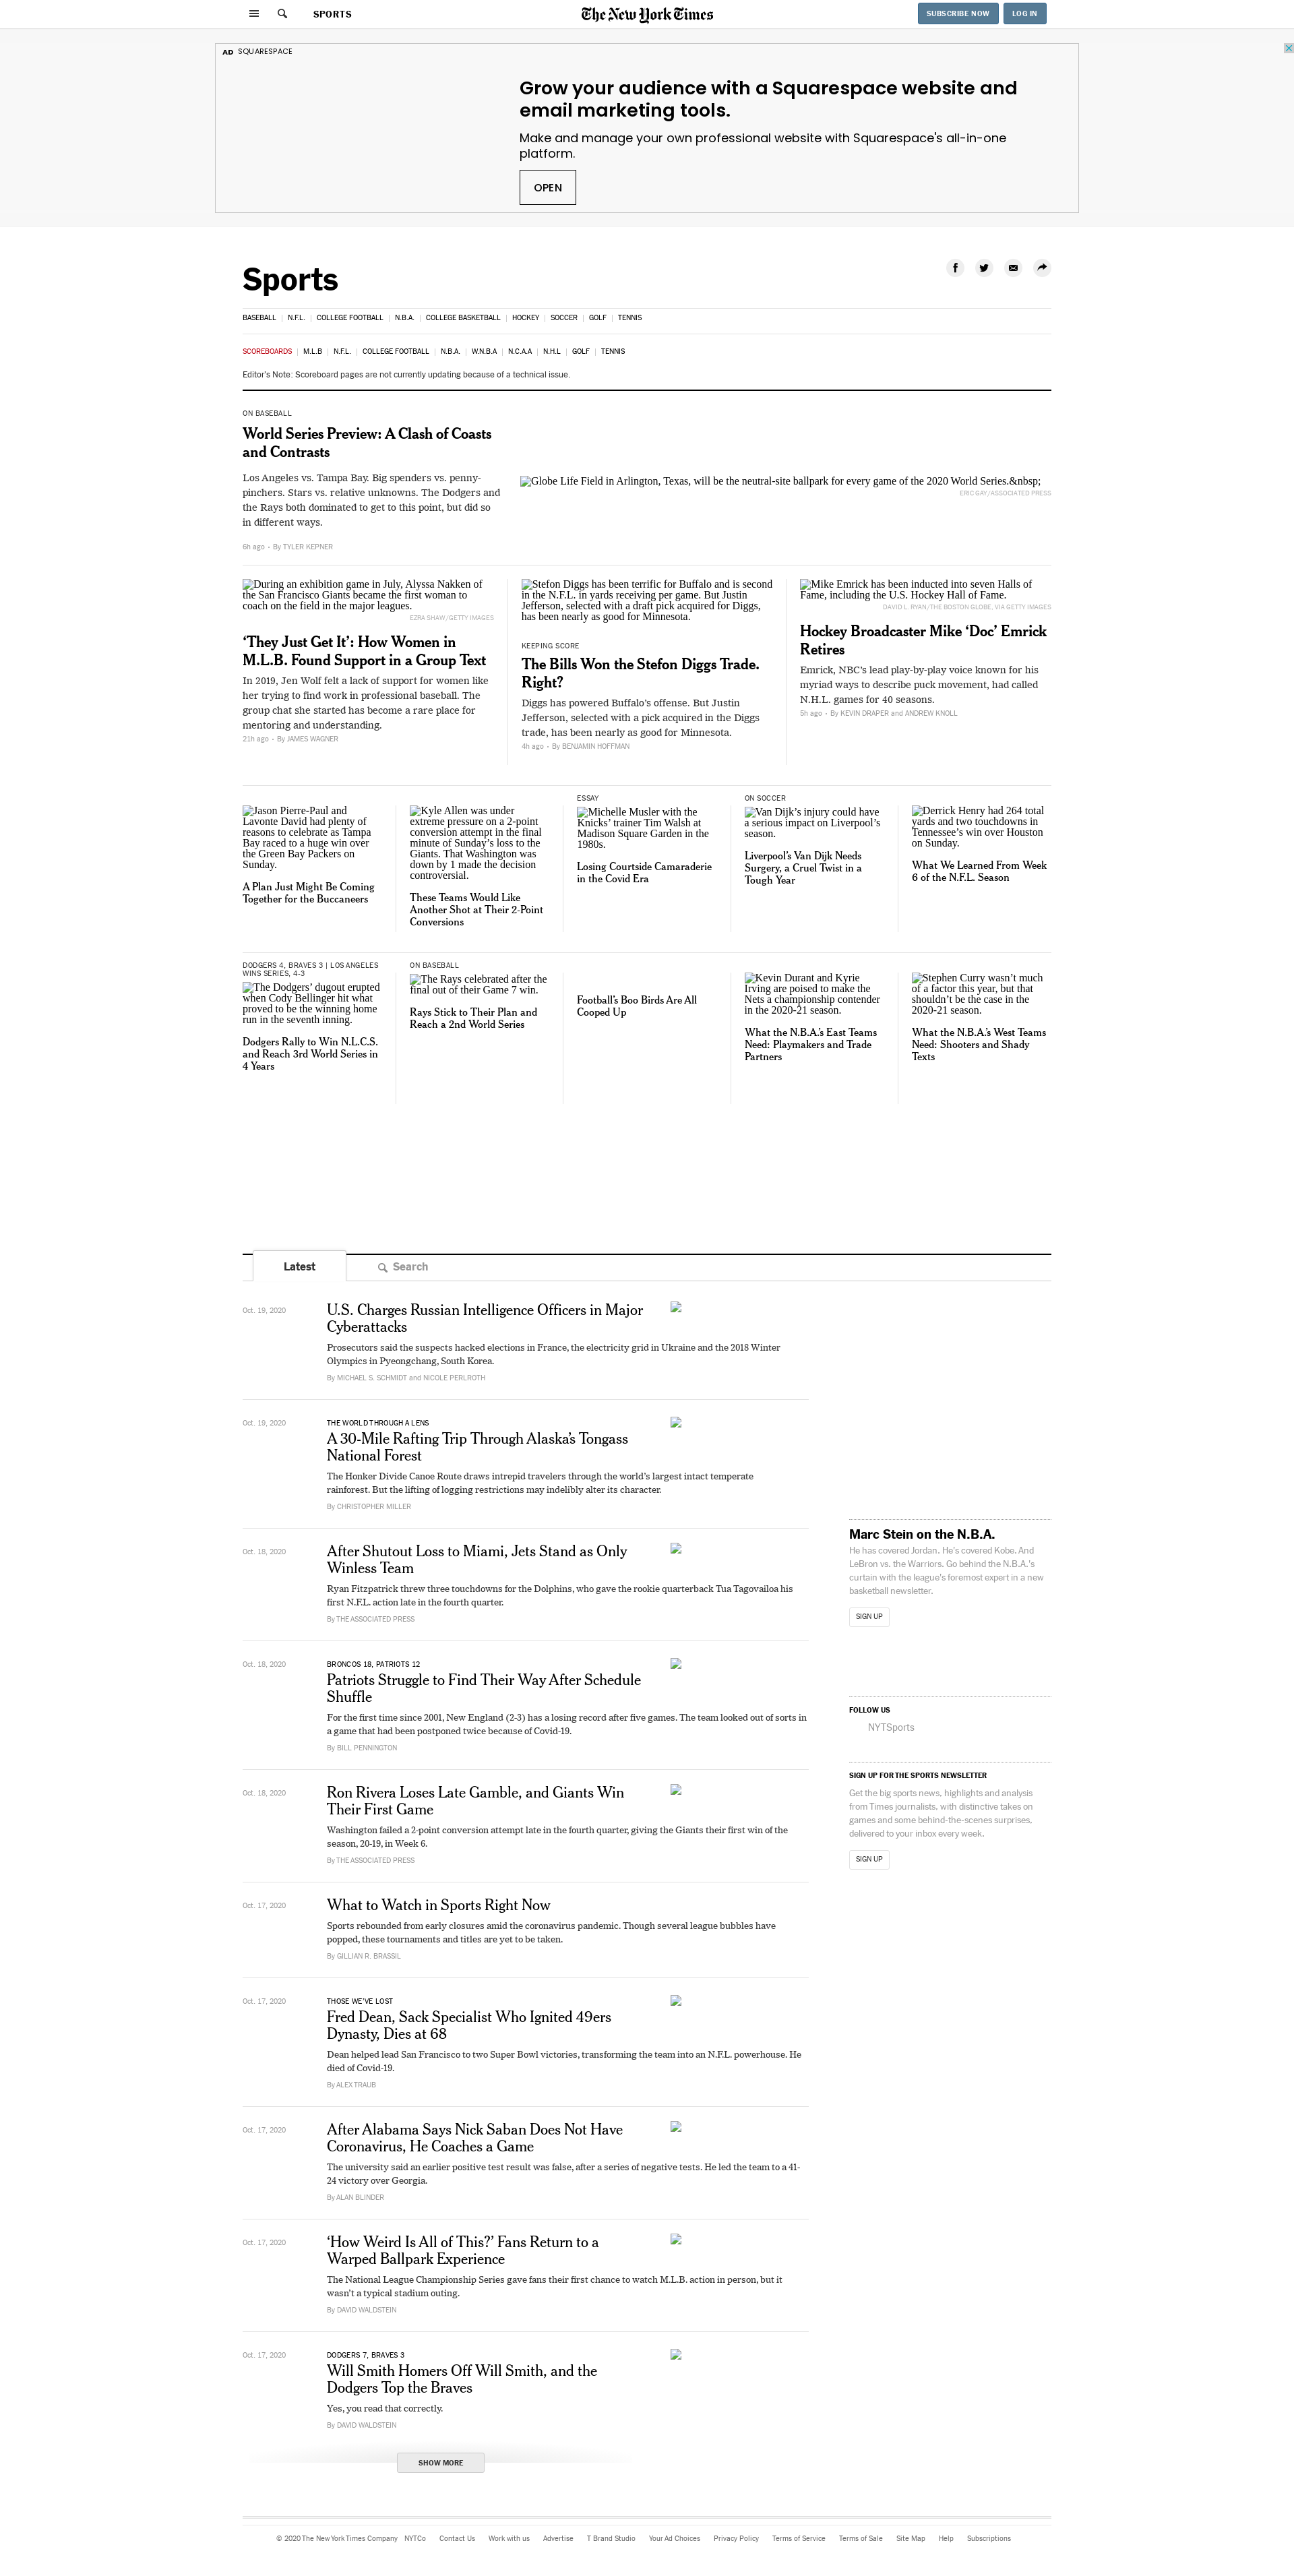 SPORTS
The New York Times
SUBSCRIBE NOW
LOG IN
AD SQUARESPACE
Grow your audience with a Squarespace website and
email marketing tools.
Make and manage your own professional website with Squarespace's all-in-one
platform.
OPEN
Sports
BASEBALL | N.F.L. | COLLEGE FOOTBALL | N.B.A. | COLLEGE BASKETBALL | HOCKEY | SOCCER | GOLF | TENNIS
SCOREBOARDS | M.L.B | N.F.L. | COLLEGE FOOTBALL | N.B.A. | W.N.B.A | N.C.A.A | N.H.L | GOLF | TENNIS
Editor's Note: Scoreboard pages are not currently updating because of a technical issue.
ON BASEBALL
World Series Preview: A Clash of Coasts
and Contrasts
Los Angeles vs. Tampa Bay. Big spenders vs. penny-
pinchers. Stars vs. relative unknowns. The Dodgers and
the Rays both dominated to get to this point, but did so
in different ways.
6h ago - By TYLER KEPNER
Globe Life Field in Arlington, Texas, will be the neutral-site ballpark for every game of the 2020 World Series.&nbsp;
ERIC GAY/ASSOCIATED PRESS
During an exhibition game in July, Alyssa Nakken of
the San Francisco Giants became the first woman to
coach on the field in the major leagues.
EZRA SHAW/GETTY IMAGES
‘They Just Get It’: How Women in
M.L.B. Found Support in a Group Text
In 2019, Jen Wolf felt a lack of support for women like
her trying to find work in professional baseball. The
group chat she started has become a rare place for
mentoring and understanding.
21h ago - By JAMES WAGNER
Stefon Diggs has been terrific for Buffalo and is second
in the N.F.L. in yards receiving per game. But Justin
Jefferson, selected with a draft pick acquired for Diggs,
has been nearly as good for Minnesota.
KEEPING SCORE
The Bills Won the Stefon Diggs Trade.
Right?
Diggs has powered Buffalo’s offense. But Justin
Jefferson, selected with a pick acquired in the Diggs
trade, has been nearly as good for Minnesota.
4h ago - By BENJAMIN HOFFMAN
Mike Emrick has been inducted into seven Halls of
Fame, including the U.S. Hockey Hall of Fame.
DAVID L. RYAN/THE BOSTON GLOBE, VIA GETTY IMAGES
Hockey Broadcaster Mike ‘Doc’ Emrick
Retires
Emrick, NBC’s lead play-by-play voice known for his
myriad ways to describe puck movement, had called
N.H.L. games for 40 seasons.
5h ago - By KEVIN DRAPER and ANDREW KNOLL
Jason Pierre-Paul and
Lavonte David had plenty of
reasons to celebrate as Tampa
Bay raced to a huge win over
the Green Bay Packers on
Sunday.
A Plan Just Might Be Coming
Together for the Buccaneers
Kyle Allen was under
extreme pressure on a 2-point
conversion attempt in the final
minute of Sunday’s loss to the
Giants. That Washington was
down by 1 made the decision
controversial.
These Teams Would Like
Another Shot at Their 2-Point
Conversions
ESSAY
Michelle Musler with the
Knicks’ trainer Tim Walsh at
Madison Square Garden in the
1980s.
Losing Courtside Camaraderie
in the Covid Era
ON SOCCER
Van Dijk’s injury could have
a serious impact on Liverpool’s
season.
Liverpool’s Van Dijk Needs
Surgery, a Cruel Twist in a
Tough Year
Derrick Henry had 264 total
yards and two touchdowns in
Tennessee’s win over Houston
on Sunday.
What We Learned From Week
6 of the N.F.L. Season
DODGERS 4, BRAVES 3 | LOS ANGELES
WINS SERIES, 4-3
The Dodgers’ dugout erupted
when Cody Bellinger hit what
proved to be the winning home
run in the seventh inning.
Dodgers Rally to Win N.L.C.S.
and Reach 3rd World Series in
4 Years
ON BASEBALL
The Rays celebrated after the
final out of their Game 7 win.
Rays Stick to Their Plan and
Reach a 2nd World Series
Football’s Boo Birds Are All
Cooped Up
Kevin Durant and Kyrie
Irving are poised to make the
Nets a championship contender
in the 2020-21 season.
What the N.B.A.’s East Teams
Need: Playmakers and Trade
Partners
Stephen Curry wasn’t much
of a factor this year, but that
shouldn’t be the case in the
2020-21 season.
What the N.B.A.’s West Teams
Need: Shooters and Shady
Texts
Latest
Search
Oct. 19, 2020
U.S. Charges Russian Intelligence Officers in Major
Cyberattacks
Prosecutors said the suspects hacked elections in France, the electricity grid in Ukraine and the 2018 Winter
Olympics in Pyeongchang, South Korea.
By MICHAEL S. SCHMIDT and NICOLE PERLROTH
Oct. 19, 2020
THE WORLD THROUGH A LENS
A 30-Mile Rafting Trip Through Alaska’s Tongass
National Forest
The Honker Divide Canoe Route draws intrepid travelers through the world’s largest intact temperate
rainforest. But the lifting of logging restrictions may indelibly alter its character.
By CHRISTOPHER MILLER
Oct. 18, 2020
After Shutout Loss to Miami, Jets Stand as Only
Winless Team
Ryan Fitzpatrick threw three touchdowns for the Dolphins, who gave the rookie quarterback Tua Tagovailoa his
first N.F.L. action late in the fourth quarter.
By THE ASSOCIATED PRESS
Oct. 18, 2020
BRONCOS 18, PATRIOTS 12
Patriots Struggle to Find Their Way After Schedule
Shuffle
For the first time since 2001, New England (2-3) has a losing record after five games. The team looked out of sorts in
a game that had been postponed twice because of Covid-19.
By BILL PENNINGTON
Oct. 18, 2020
Ron Rivera Loses Late Gamble, and Giants Win
Their First Game
Washington failed a 2-point conversion attempt late in the fourth quarter, giving the Giants their first win of the
season, 20-19, in Week 6.
By THE ASSOCIATED PRESS
Oct. 17, 2020
What to Watch in Sports Right Now
Sports rebounded from early closures amid the coronavirus pandemic. Though several league bubbles have
popped, these tournaments and titles are yet to be taken.
By GILLIAN R. BRASSIL
Oct. 17, 2020
THOSE WE’VE LOST
Fred Dean, Sack Specialist Who Ignited 49ers
Dynasty, Dies at 68
Dean helped lead San Francisco to two Super Bowl victories, transforming the team into an N.F.L. powerhouse. He
died of Covid-19.
By ALEX TRAUB
Oct. 17, 2020
After Alabama Says Nick Saban Does Not Have
Coronavirus, He Coaches a Game
The university said an earlier positive test result was false, after a series of negative tests. He led the team to a 41-
24 victory over Georgia.
By ALAN BLINDER
Oct. 17, 2020
‘How Weird Is All of This?’ Fans Return to a
Warped Ballpark Experience
The National League Championship Series gave fans their first chance to watch M.L.B. action in person, but it
wasn’t a typical stadium outing.
By DAVID WALDSTEIN
Oct. 17, 2020
DODGERS 7, BRAVES 3
Will Smith Homers Off Will Smith, and the
Dodgers Top the Braves
Yes, you read that correctly.
By DAVID WALDSTEIN
SHOW MORE
Marc Stein on the N.B.A.
He has covered Jordan. He’s covered Kobe. And
LeBron vs. the Warriors. Go behind the N.B.A.’s
curtain with the league’s foremost expert in a new
basketball newsletter.
SIGN UP
FOLLOW US
NYTSports
SIGN UP FOR THE SPORTS NEWSLETTER
Get the big sports news, highlights and analysis
from Times journalists, with distinctive takes on
games and some behind-the-scenes surprises,
delivered to your inbox every week.
SIGN UP
© 2020 The New York Times Company NYTCo Contact Us Work with us Advertise T Brand Studio Your Ad Choices Privacy Policy Terms of Service Terms of Sale Site Map Help Subscriptions